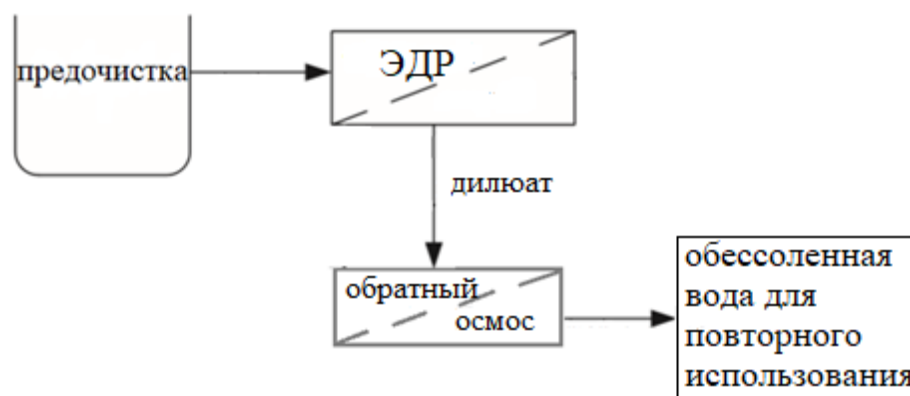 предочистка
ЭДР
дилюат
обратный
осмос
обессоленная
вода для
повторного
использования